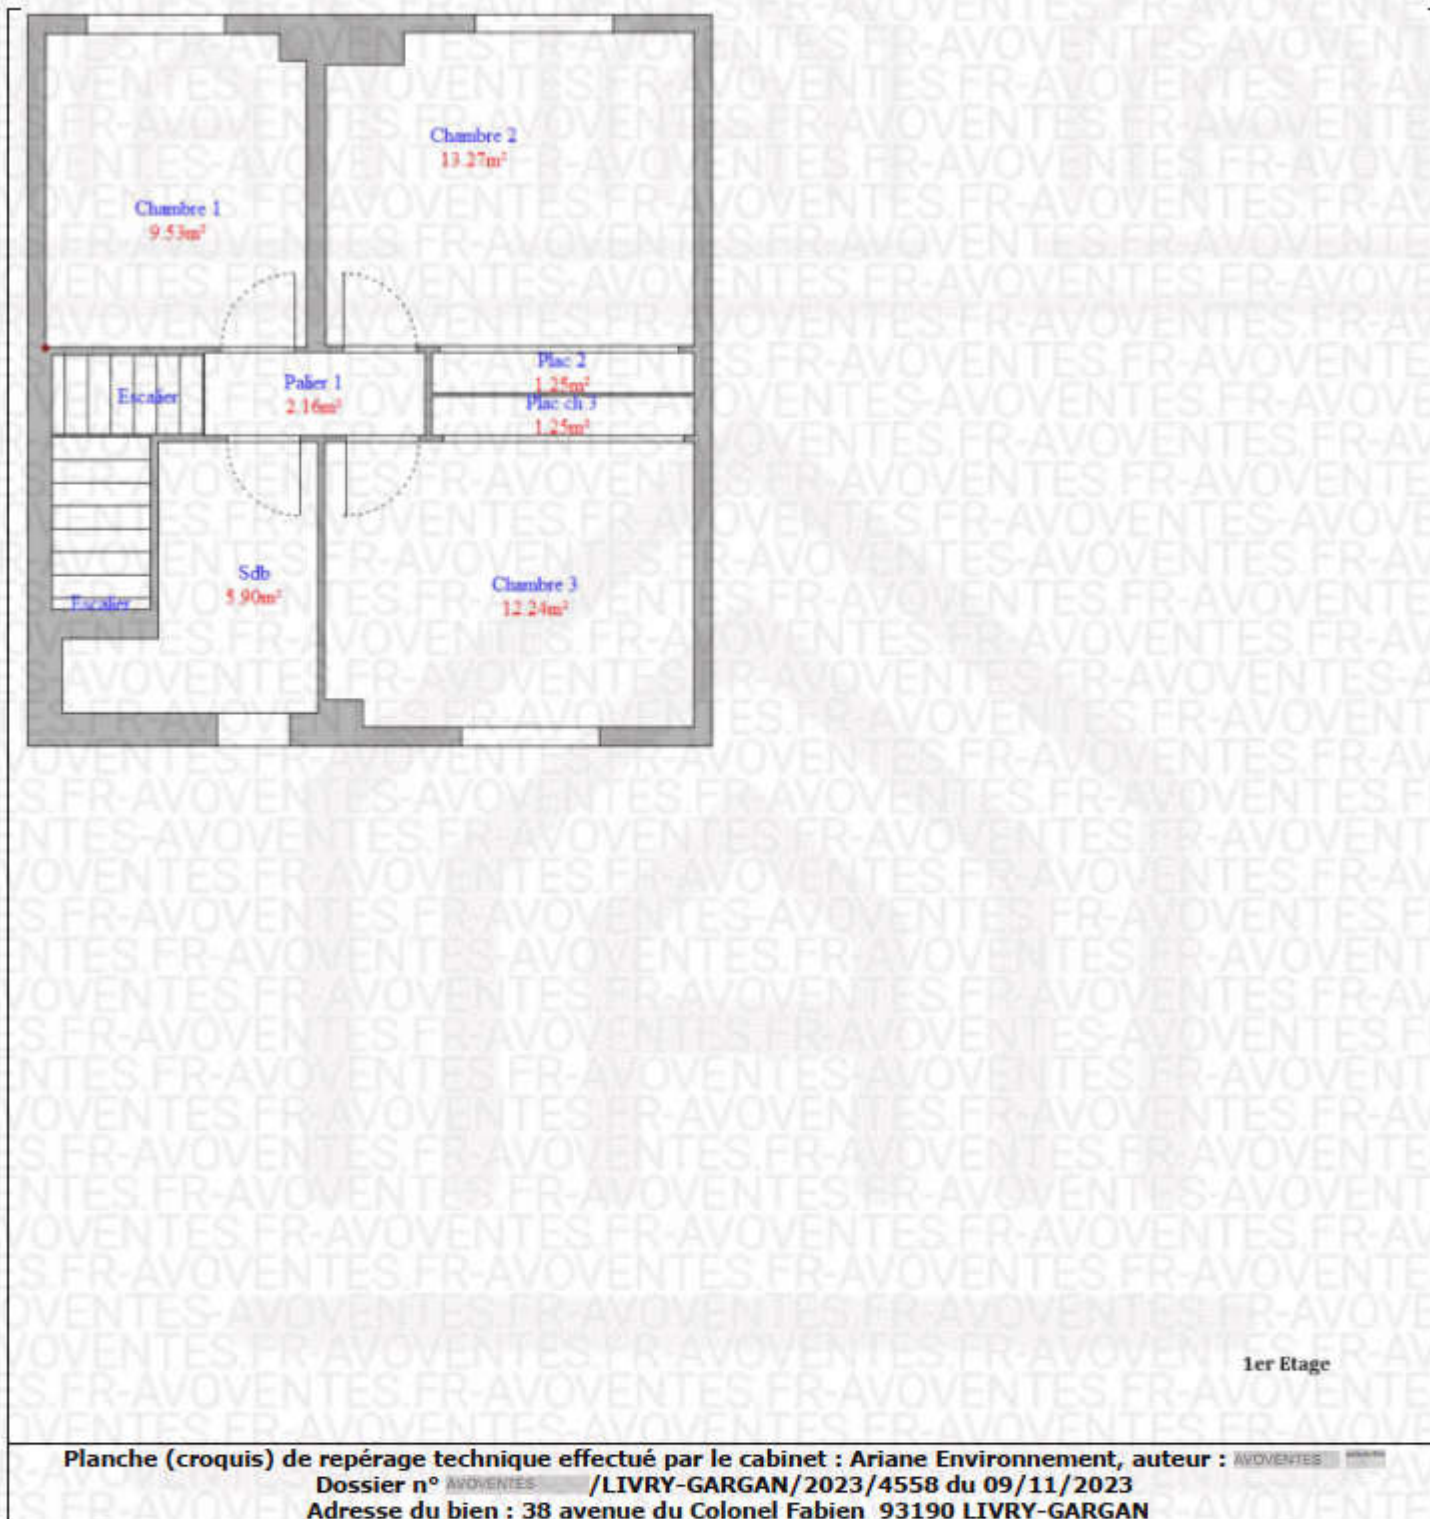 Chambre 2
13.27m²
Chambre 1
9.53m²
Plac 2
1.25m²
Palier 1
2.16m²
Escalier
Plac ch 3
1.25m²
Sdb
5.90m²
Chambre 3
12.24m²
Escalier
1er Etage
Planche (croquis) de repérage technique effectué par le cabinet : Ariane Environnement, auteur : AVOVENTES
Dossier n° AVOVENTES /LIVRY-GARGAN/2023/4558 du 09/11/2023
Adresse du bien : 38 avenue du Colonel Fabien 93190 LIVRY-GARGAN